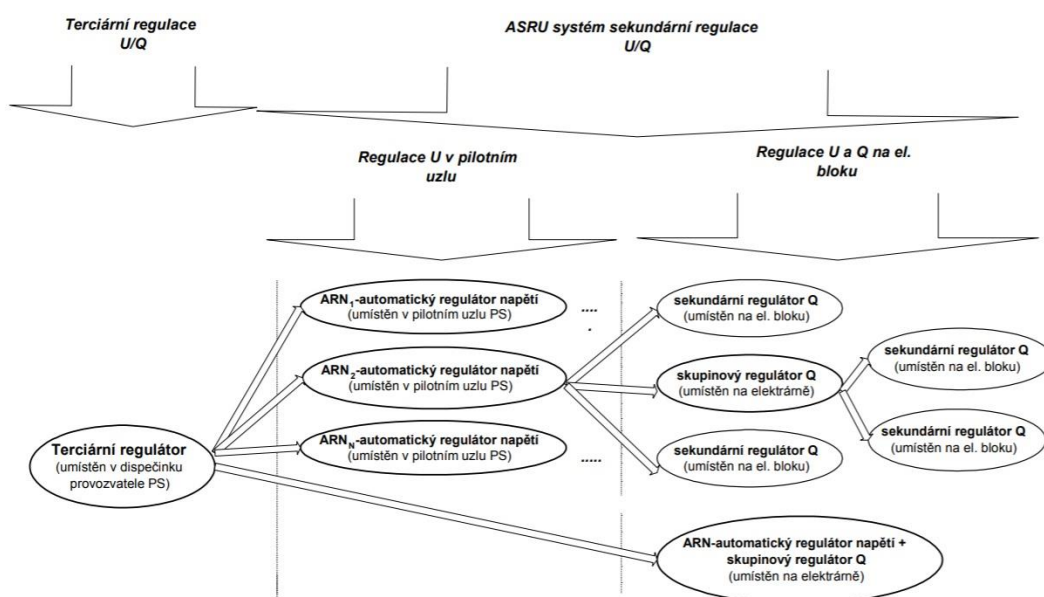 Terciární regulace
U/Q
ASRU systém sekundární regulace
U/Q
Regulace U v pilotním
uzlu
Regulace U a Q na el.
bloku
ARN1-automatický regulátor napětí
(umístěn v pilotním uzlu PS)
....
.
sekundární regulátor Q
(umístěn na el. bloku)
ARN2-automatický regulátor napětí
(umístěn v pilotním uzlu PS)
skupinový regulátor Q
(umístěn na elektrárně)
sekundární regulátor Q
(umístěn na el. bloku)
sekundární regulátor Q
(umístěn na el. bloku)
ARNN-automatický regulátor napětí
(umístěn v pilotním uzlu PS)
.....
sekundární regulátor Q
(umístěn na el. bloku)
Terciární regulátor
(umístěn v dispečinku
provozvatele PS)
ARN-automatický regulátor napětí +
skupinový regulátor Q
(umístěn na elektrárně)